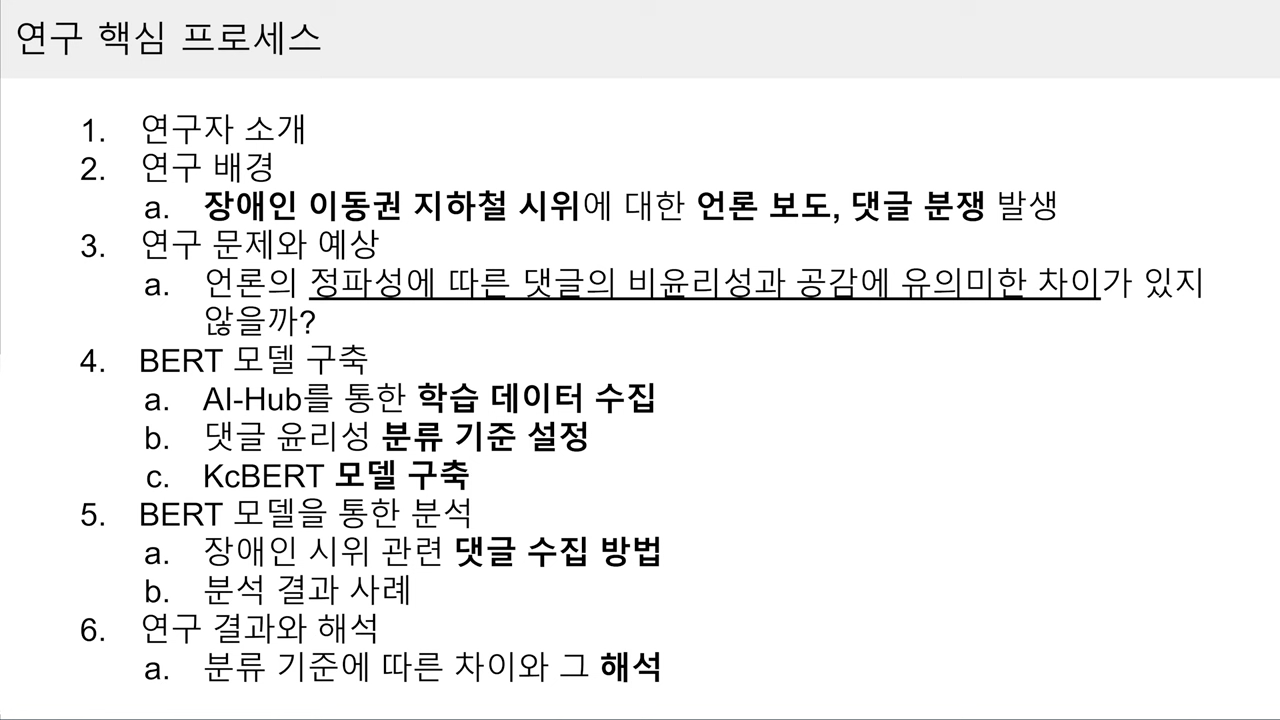 연구 핵심 프로세스
1. 연구자 소개
2. 연구 배경
a. 장애인 이동권 지하철 시위에 대한 언론 보도, 댓글 분쟁 발생
3. 연구 문제와 예상
a. 언론의 정파성에 따른 댓글의 비윤리성과 공감에 유의미한 차이가 있지
않을까?
4. BERT 모델 구축
a. AI-Hub를 통한 학습 데이터 수집
b. 댓글 윤리성 분류 기준 설정
c. KcBERT 모델 구축
5. BERT 모델을 통한 분석
a. 장애인 시위 관련 댓글 수집 방법
b. 분석 결과 사례
6. 연구 결과와 해석
a. 분류 기준에 따른 차이와 그 해석